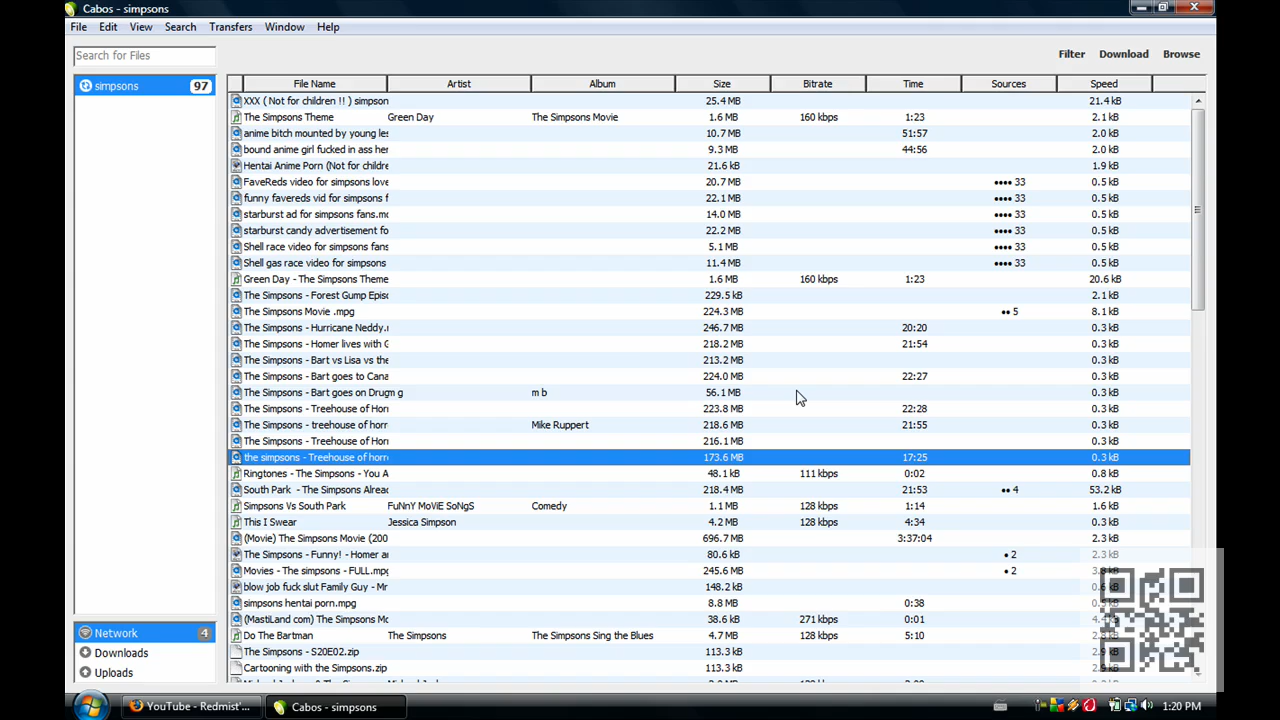 Cabos - simpsons
File Edit View Search Transfers Window Help
Search for Files
Filter Download Browse
simpsons 97
File Name Artist Album Size Bitrate Time Sources Speed
XXX ( Not for children !! ) simpson 25.4 MB 21.4 kB
The Simpsons Theme Green Day The Simpsons Movie 1.6 MB 160 kbps 1:23 2.1 kB
anime bitch mounted by young les 10.7 MB 51:57 2.0 kB
bound anime girl fucked in ass her 9.3 MB 44:56 2.0 kB
Hentai Anime Porn (Not for childre 21.6 kB 1.9 kB
FaveReds video for simpsons love 20.7 MB •••• 33 0.5 kB
funny favereds vid for simpsons f 22.1 MB •••• 33 0.5 kB
starburst ad for simpsons fans.mo 14.0 MB •••• 33 0.5 kB
starburst candy advertisement fo 22.2 MB •••• 33 0.5 kB
Shell race video for simpsons fans 5.1 MB •••• 33 0.5 kB
Shell gas race video for simpsons 11.4 MB •••• 33 0.5 kB
Green Day - The Simpsons Theme 1.6 MB 160 kbps 1:23 20.6 kB
The Simpsons - Forest Gump Episo 229.5 kB 2.1 kB
The Simpsons Movie .mpg 224.3 MB •• 5 8.1 kB
The Simpsons - Hurricane Neddy. 246.7 MB 20:20 0.3 kB
The Simpsons - Homer lives with 218.2 MB 21:54 0.3 kB
The Simpsons - Bart vs Lisa vs the 213.2 MB 0.3 kB
The Simpsons - Bart goes to Cana 224.0 MB 22:27 0.3 kB
The Simpsons - Bart goes on Drug m g m b 56.1 MB 0.3 kB
The Simpsons - Treehouse of Horr 223.8 MB 22:28 0.3 kB
The Simpsons - treehouse of horr Mike Ruppert 218.6 MB 21:55 0.3 kB
The Simpsons - Treehouse of Horr 216.1 MB 0.3 kB
the simpsons - Treehouse of horr 173.6 MB 17:25 0.3 kB
Ringtones - The Simpsons - You A 48.1 kB 111 kbps 0:02 0.8 kB
South Park - The Simpsons Alread 218.4 MB 21:53 •• 4 53.2 kB
Simpsons Vs South Park FuNnY MoViE SoNgS Comedy 1.1 MB 128 kbps 1:14 1.6 kB
This I Swear Jessica Simpson 4.2 MB 128 kbps 4:34 0.3 kB
(Movie) The Simpsons Movie (200 696.7 MB 3:37:04 2.3 kB
The Simpsons - Funny! - Homer an 80.6 kB • 2 2.3 kB
Movies - The simpsons - FULL.mpg 245.6 MB • 2
blow job fuck slut Family Guy - Mr 148.2 kB
simpsons hentai porn.mpg 8.8 MB 0:38
(MastiLand com) The Simpsons Mo 38.6 kB 271 kbps 0:01
Do The Bartman The Simpsons The Simpsons Sing the Blues 4.7 MB 128 kbps 5:10
The Simpsons - S20E02.zip 113.3 kB
Cartooning with the Simpsons.zip 113.3 kB
Network 4
Downloads
Uploads
YouTube - Redmist'... Cabos - simpsons 1:20 PM